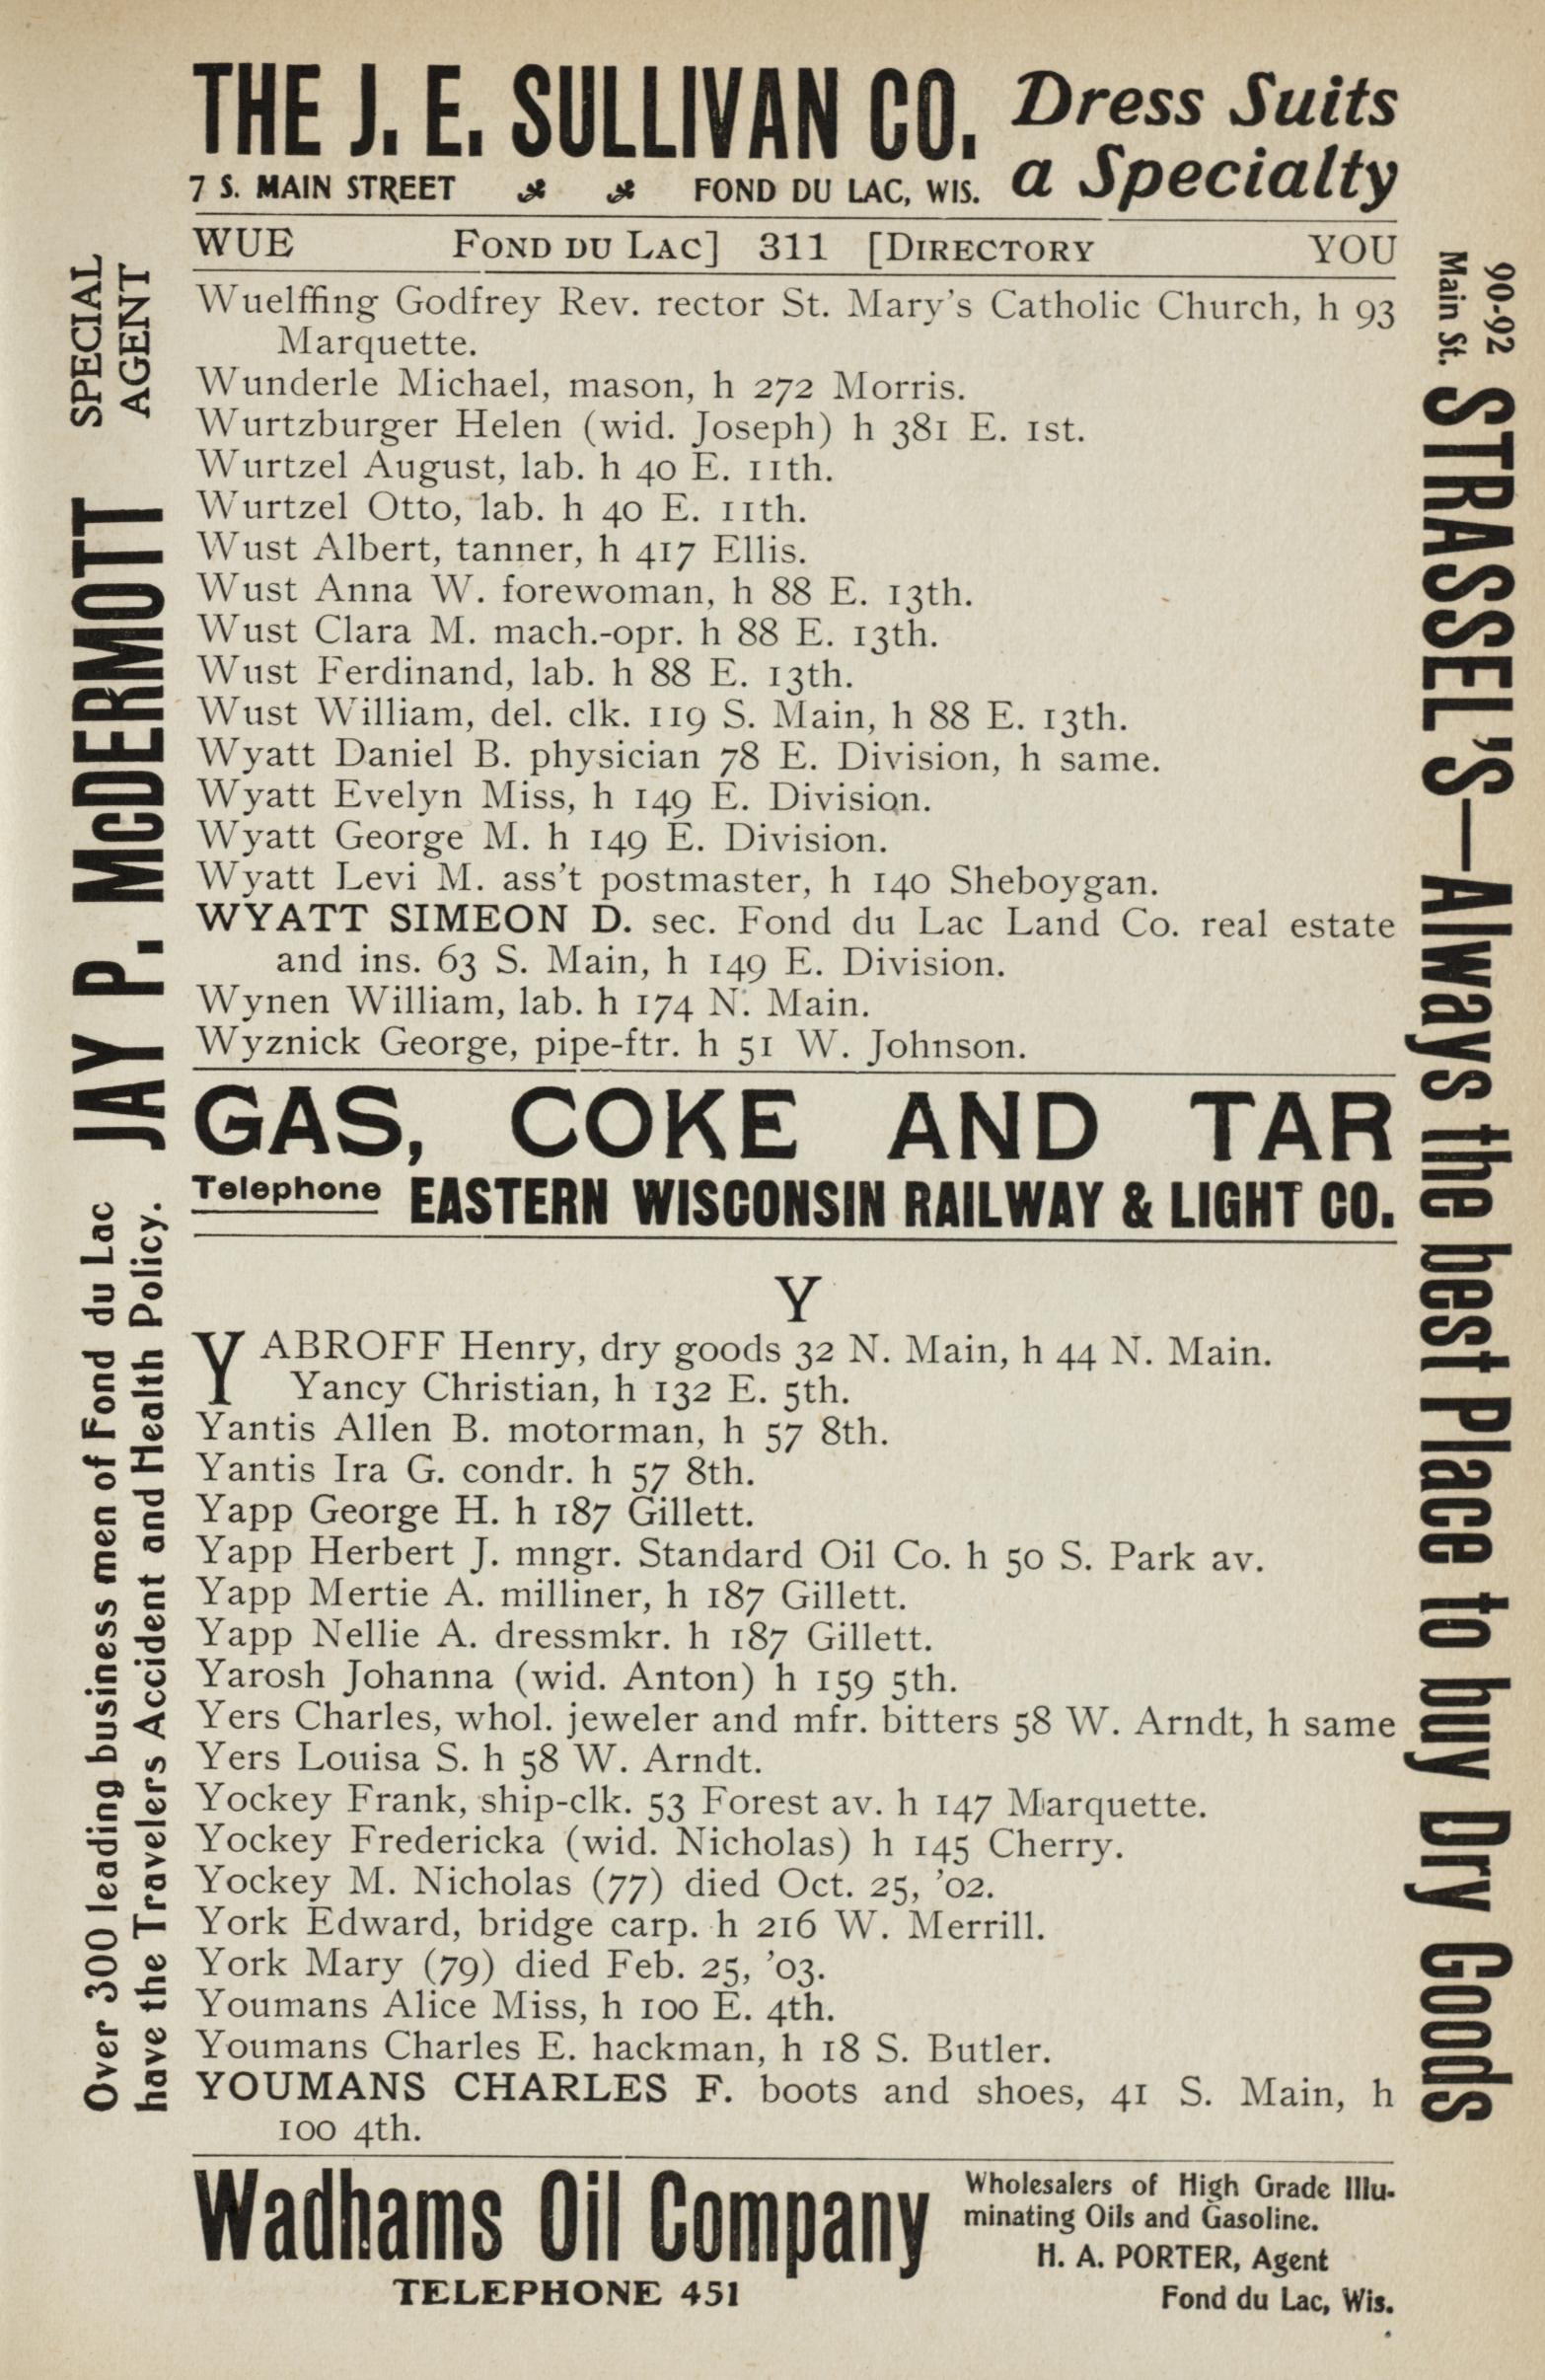 THE J. E. SULLIVAN CO. Dress Suits
a Specialty
7 S. MAIN STREET FOND DU LAC, WIS.
WUE FOND DU LAC] 311 [DIRECTORY YOU
Wuelffing Godfrey Rev. rector St. Mary's Catholic Church, h 93
Marquette.
Wunderle Michael, mason, h 272 Morris.
Wurtzburger Helen (wid. Joseph) h 381 E. 1st.
Wurtzel August, lab. h 40 E. 11th.
Wurtzel Otto, lab. h 40 E. 11th.
Wust Albert, tanner, h 417 Ellis.
Wust Anna W. forewoman, h 88 E. 13th.
Wust Clara M. mach.-opr. h 88 E. 13th.
Wust Ferdinand, lab. h 88 E. 13th.
Wust William, del. clk. 119 S. Main, h 88 E. 13th.
Wyatt Daniel B. physician 78 E. Division, h same.
Wyatt Evelyn Miss, h 149 E. Division.
Wyatt George M. h 149 E. Division.
Wyatt Levi M. ass't postmaster, h 140 Sheboygan.
WYATT SIMEON D. sec. Fond du Lac Land Co. real estate
and ins. 63 S. Main, h 149 E. Division.
Wynen William, lab. h 174 N. Main.
Wyznick George, pipe-ftr. h 51 W. Johnson.
GAS, COKE AND TAR
Telephone EASTERN WISCONSIN RAILWAY & LIGHT CO.
Y
YABROFF Henry, dry goods 32 N. Main, h 44 N. Main.
Yancy Christian, h 132 E. 5th.
Yantis Allen B. motorman, h 57 8th.
Yantis Ira G. condr. h 57 8th.
Yapp George H. h 187 Gillett.
Yapp Herbert J. mngr. Standard Oil Co. h 50 S. Park av.
Yapp Mertie A. milliner, h 187 Gillett.
Yapp Nellie A. dressmkr. h 187 Gillett.
Yarosh Johanna (wid. Anton) h 159 5th.
Yers Charles, whol. jeweler and mfr. bitters 58 W. Arndt, h same
Yers Louisa S. h 58 W. Arndt.
Yockey Frank, ship-clk. 53 Forest av. h 147 Marquette.
Yockey Fredericka (wid. Nicholas) h 145 Cherry.
Yockey M. Nicholas (77) died Oct. 25, '02.
York Edward, bridge carp. h 216 W. Merrill.
York Mary (79) died Feb. 25, '03.
Youmans Alice Miss, h 100 E. 4th.
Youmans Charles E. hackman, h 18 S. Butler.
YOUMANS CHARLES F. boots and shoes, 41 S. Main, h
100 4th.
Wadhams Oil Company
TELEPHONE 451
Wholesalers of High Grade Illu-
minating Oils and Gasoline.
H. A. PORTER, Agent
Fond du Lac, Wis.
Over 300 leading business men of Fond du Lac
have the Travelers Accident and Health Policy.
JAY P. McDERMOTT
SPECIAL
AGENT
90-92
Main St.
STRASSEL'S—Always the best Place to buy Dry Goods